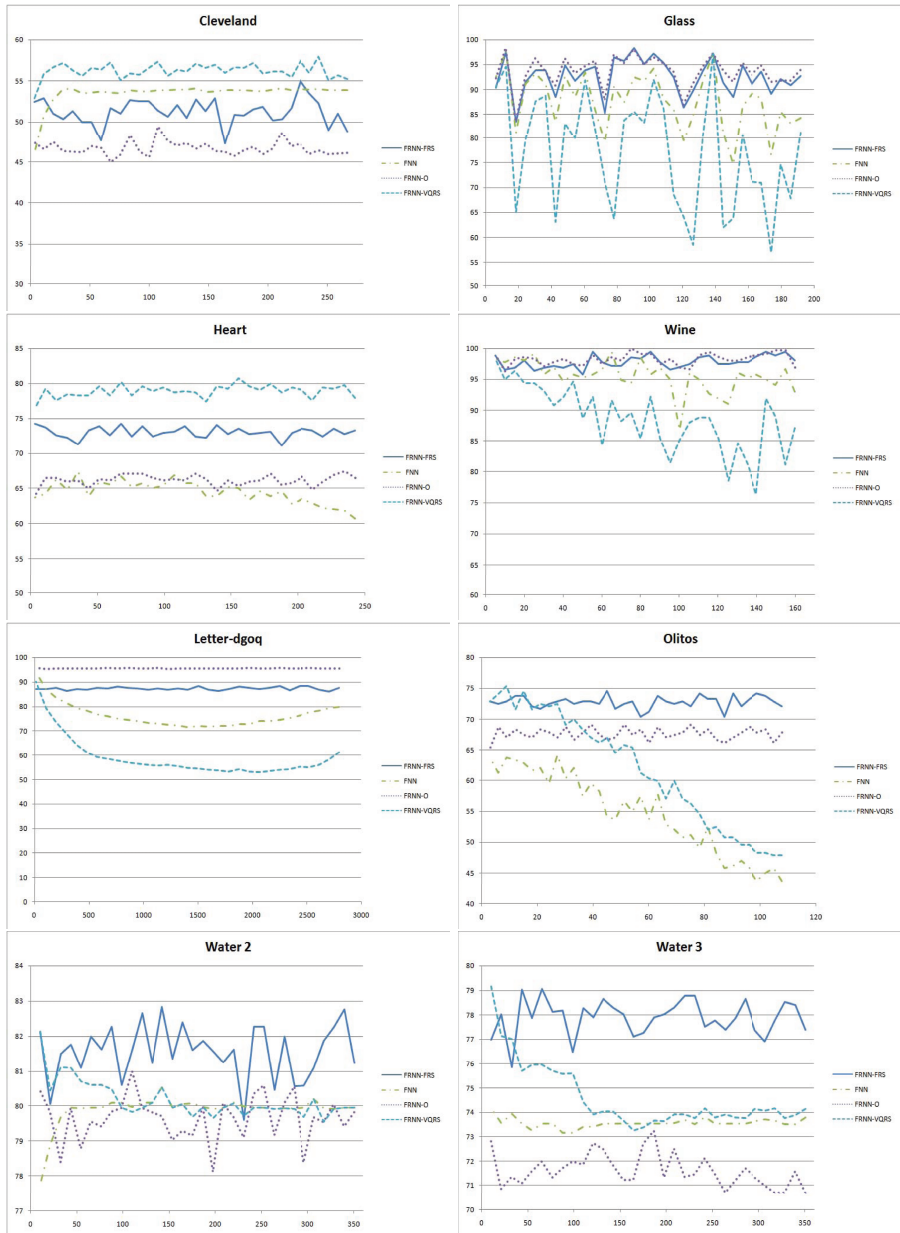 Cleveland
60
55
50
45
40
35
30
0 50 100 150 200 250
FRNN-FRS
FNN
FRNN-O
FRNN-VQRS
Glass
100
95
90
85
80
75
70
65
60
55
50
0 20 40 60 80 100 120 140 160 180 200
FRNN-FRS
FNN
FRNN-O
FRNN-VQRS
Heart
85
80
75
70
65
60
55
50
0 50 100 150 200 250
FRNN-FRS
FNN
FRNN-O
FRNN-VQRS
Wine
100
95
90
85
80
75
70
65
60
0 20 40 60 80 100 120 140 160 180
FRNN-FRS
FNN
FRNN-O
FRNN-VQRS
Letter-dgoq
100
90
80
70
60
50
40
30
20
10
0
0 500 1000 1500 2000 2500 3000
FRNN-FRS
FNN
FRNN-O
FRNN-VQRS
Olitos
80
75
70
65
60
55
50
45
40
0 20 40 60 80 100 120
FRNN-FRS
FNN
FRNN-O
FRNN-VQRS
Water 2
84
83
82
81
80
79
78
77
0 50 100 150 200 250 300 350
FRNN-FRS
FNN
FRNN-O
FRNN-VQRS
Water 3
80
79
78
77
76
75
74
73
72
71
70
0 50 100 150 200 250 300 350
FRNN-FRS
FNN
FRNN-O
FRNN-VQRS